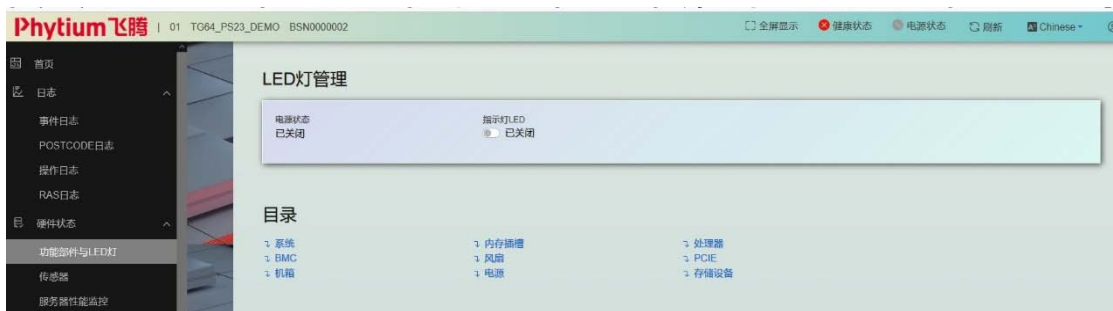 Phytium飞腾 | 01 TG64_PS23_DEMO BSN0000002 全屏显示 健康状态 电源状态 刷新 Chinese
首页
日志
事件日志
POSTCODE日志
操作日志
RAS日志
硬件状态
功能部件与LED灯
传感器
服务器性能监控
LED灯管理
电源状态
已关闭
指示灯LED
已关闭
目录
系统 内存插槽 处理器
BMC 风扇 PCIE
机箱 电源 存储设备